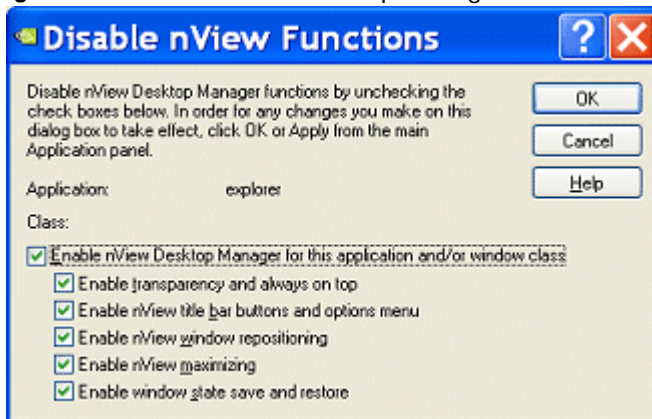 Disable nView Functions
Disable nView Desktop Manager functions by unchecking the
check boxes below. In order for any changes you make on this
dialog box to take effect, click OK or Apply from the main
Application panel.
OK
Cancel
Help
Application: explorer
Class:
Enable nView Desktop Manager for this application and/or window class
Enable transparency and always on top
Enable nView title bar buttons and options menu
Enable nView window repositioning
Enable nView maximizing
Enable window state save and restore